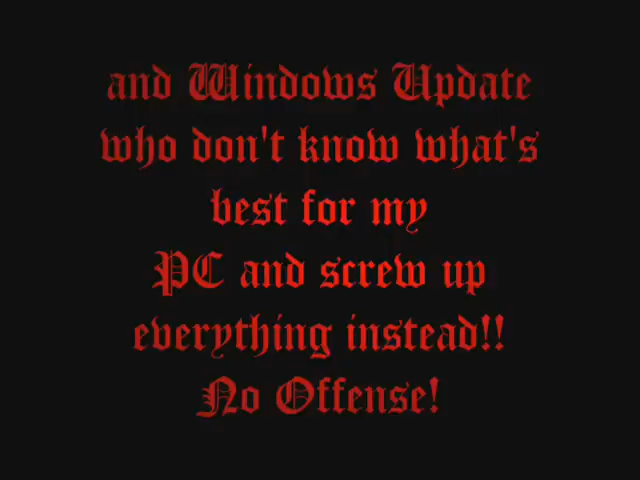 and Windows Update
who don't know what's
best for my
PC and screw up
everything instead!!
No Offense!